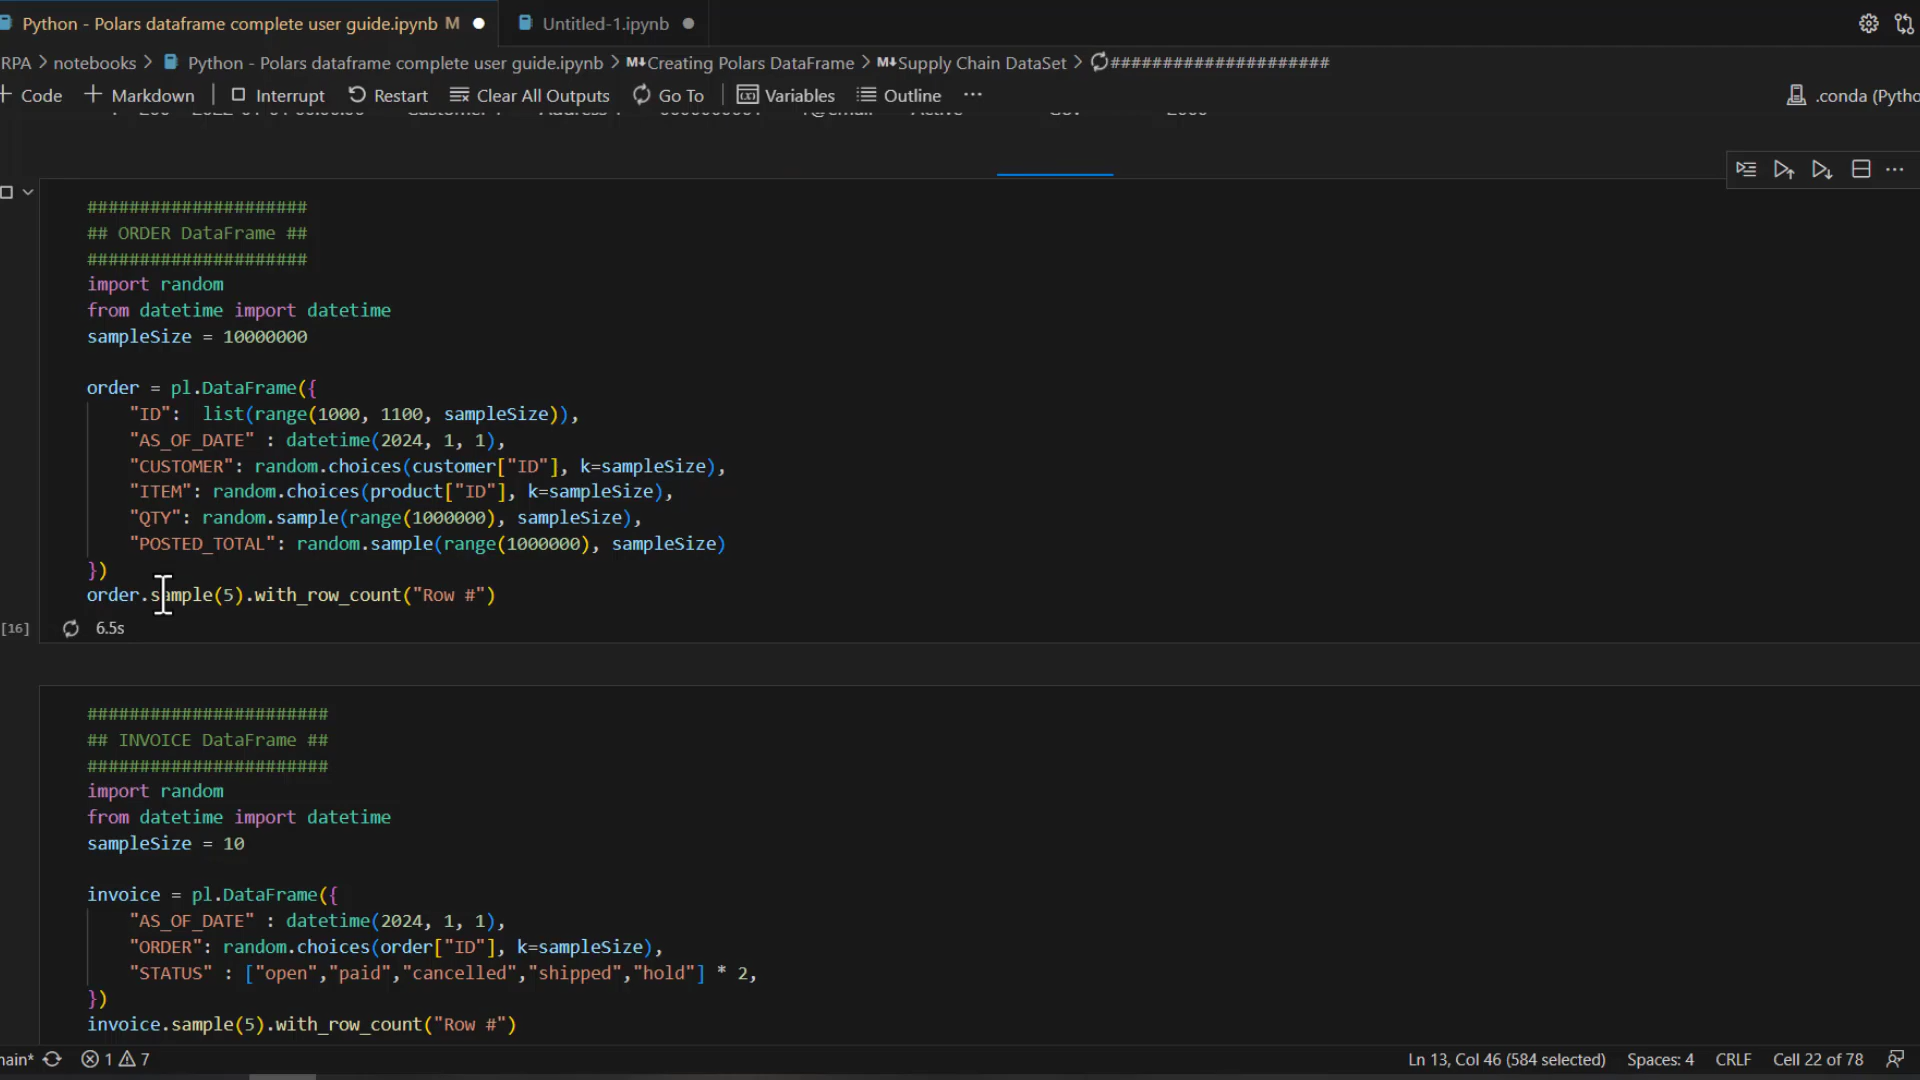 Python - Polars dataframe complete user guide.ipynb M Untitled-1.ipynb
RPA > notebooks > Python - Polars dataframe complete user guide.ipynb > M↓Creating Polars DataFrame > M↓Supply Chain DataSet > #####################
+ Code + Markdown Interrupt Restart Clear All Outputs Go To Variables Outline ... .conda (Pytho
#####################
## ORDER DataFrame ##
#####################
import random
from datetime import datetime
sampleSize = 10000000
order = pl.DataFrame({
"ID":  list(range(1000, 1100, sampleSize)),
"AS_OF_DATE" : datetime(2024, 1, 1),
"CUSTOMER": random.choices(customer["ID"], k=sampleSize),
"ITEM": random.choices(product["ID"], k=sampleSize),
"QTY": random.sample(range(1000000), sampleSize),
"POSTED_TOTAL": random.sample(range(1000000), sampleSize)
})
order.sample(5).with_row_count("Row #")
[16] 6.5s
#######################
## INVOICE DataFrame ##
#######################
import random
from datetime import datetime
sampleSize = 10
invoice = pl.DataFrame({
"AS_OF_DATE" : datetime(2024, 1, 1),
"ORDER": random.choices(order["ID"], k=sampleSize),
"STATUS" : ["open","paid","cancelled","shipped","hold"] * 2,
})
invoice.sample(5).with_row_count("Row #")
main* 1 7 Ln 13, Col 46 (584 selected) Spaces: 4 CRLF Cell 22 of 78